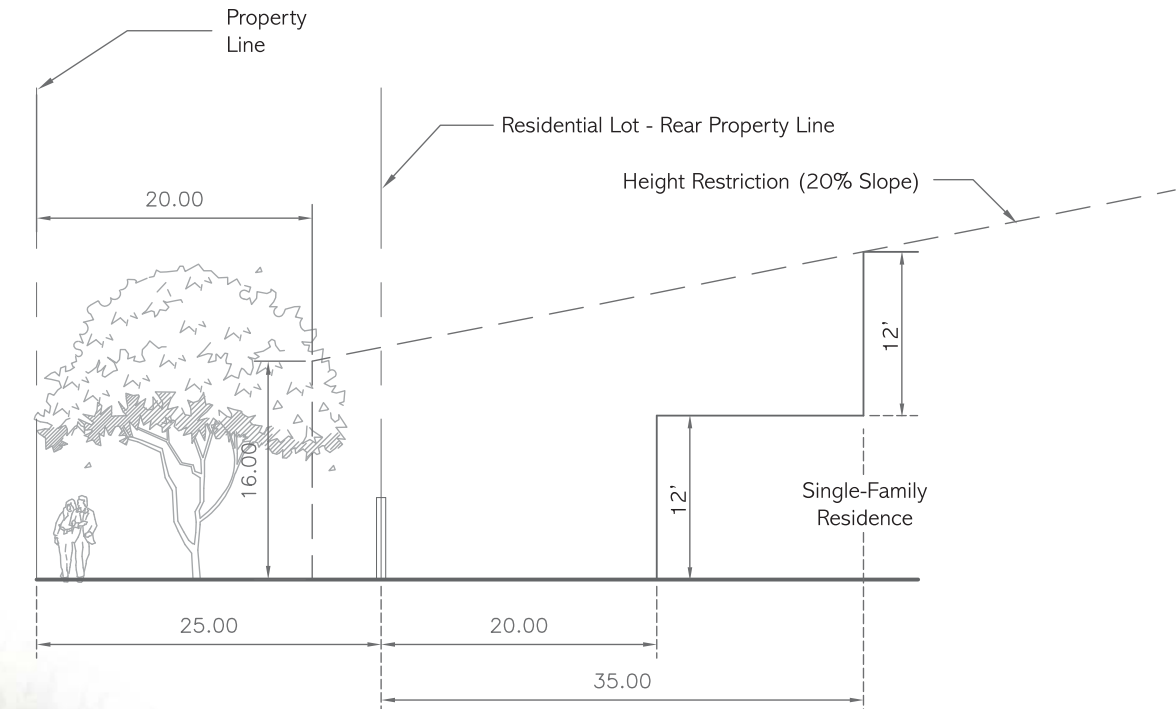 Property
Line
Residential Lot - Rear Property Line
Height Restriction (20% Slope)
20.00
12’
16.00
12’
Single-Family
Residence
25.00
20.00
35.00